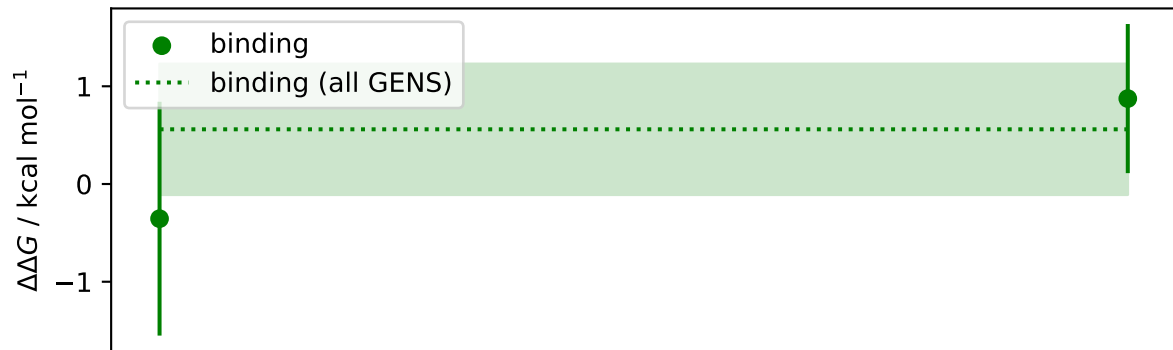 binding
binding (all GENS)
1
0
−1
ΔΔG / kcal mol⁻¹